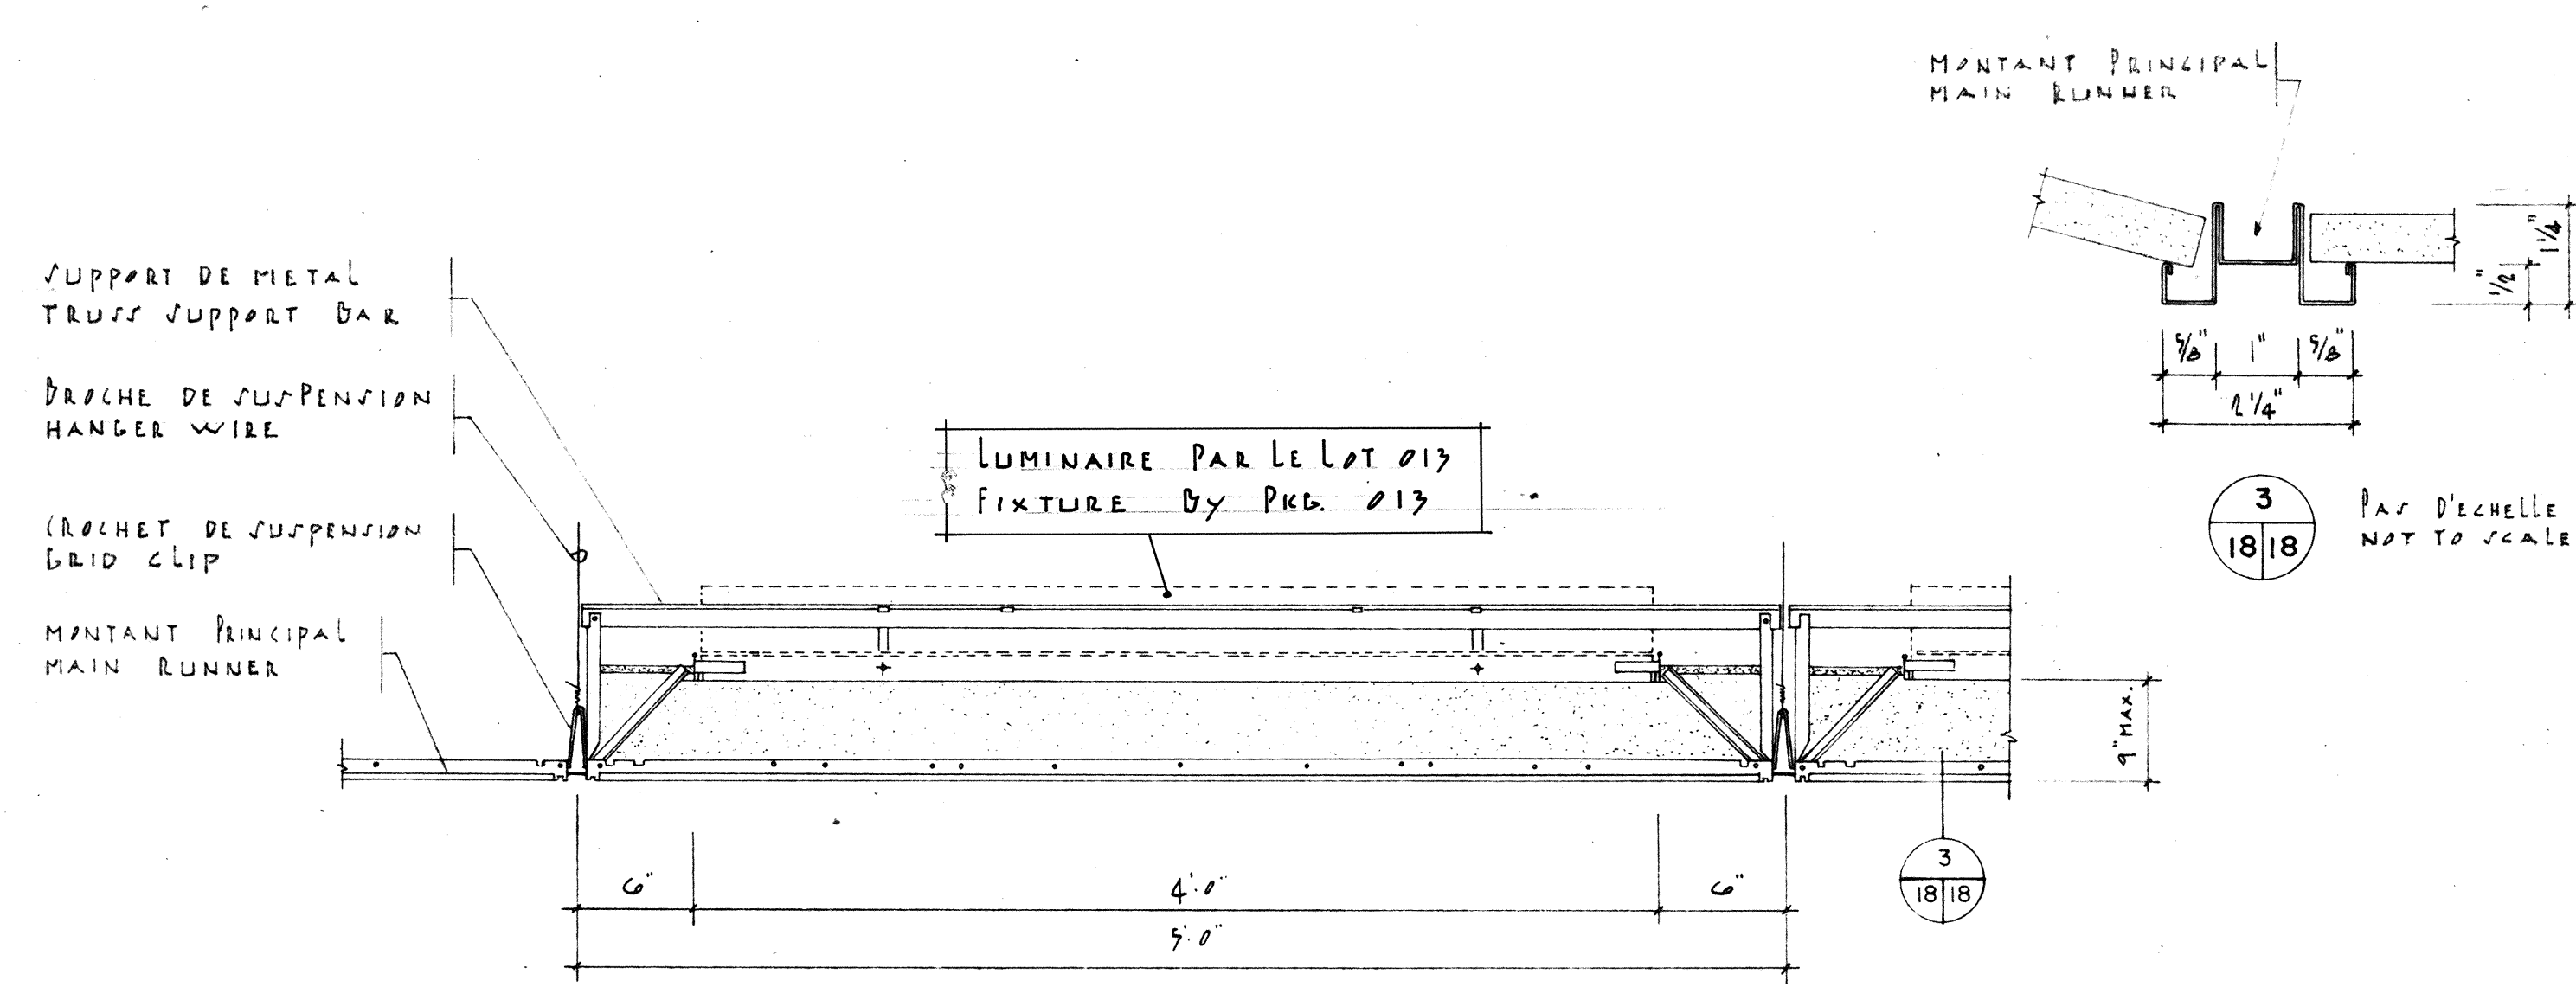 MONTANT PRINCIPAL
MAIN RUNNER
SUPPORT DE METAL
TRUSS SUPPORT BAR
BROCHE DE SUSPENSION
HANGER WIRE
CROCHET DE SUSPENSION
GRID CLIP
MONTANT PRINCIPAL
MAIN RUNNER
LUMINAIRE PAR LE LOT 013
FIXTURE BY PKG. 013
1 1/4"
1/2"
5/8" 1" 5/8"
2 1/4"
3
18 18
PAS D'ECHELLE
NOT TO SCALE
9" MAX.
3
18 18
6" 4'-0" 6"
5'-0"